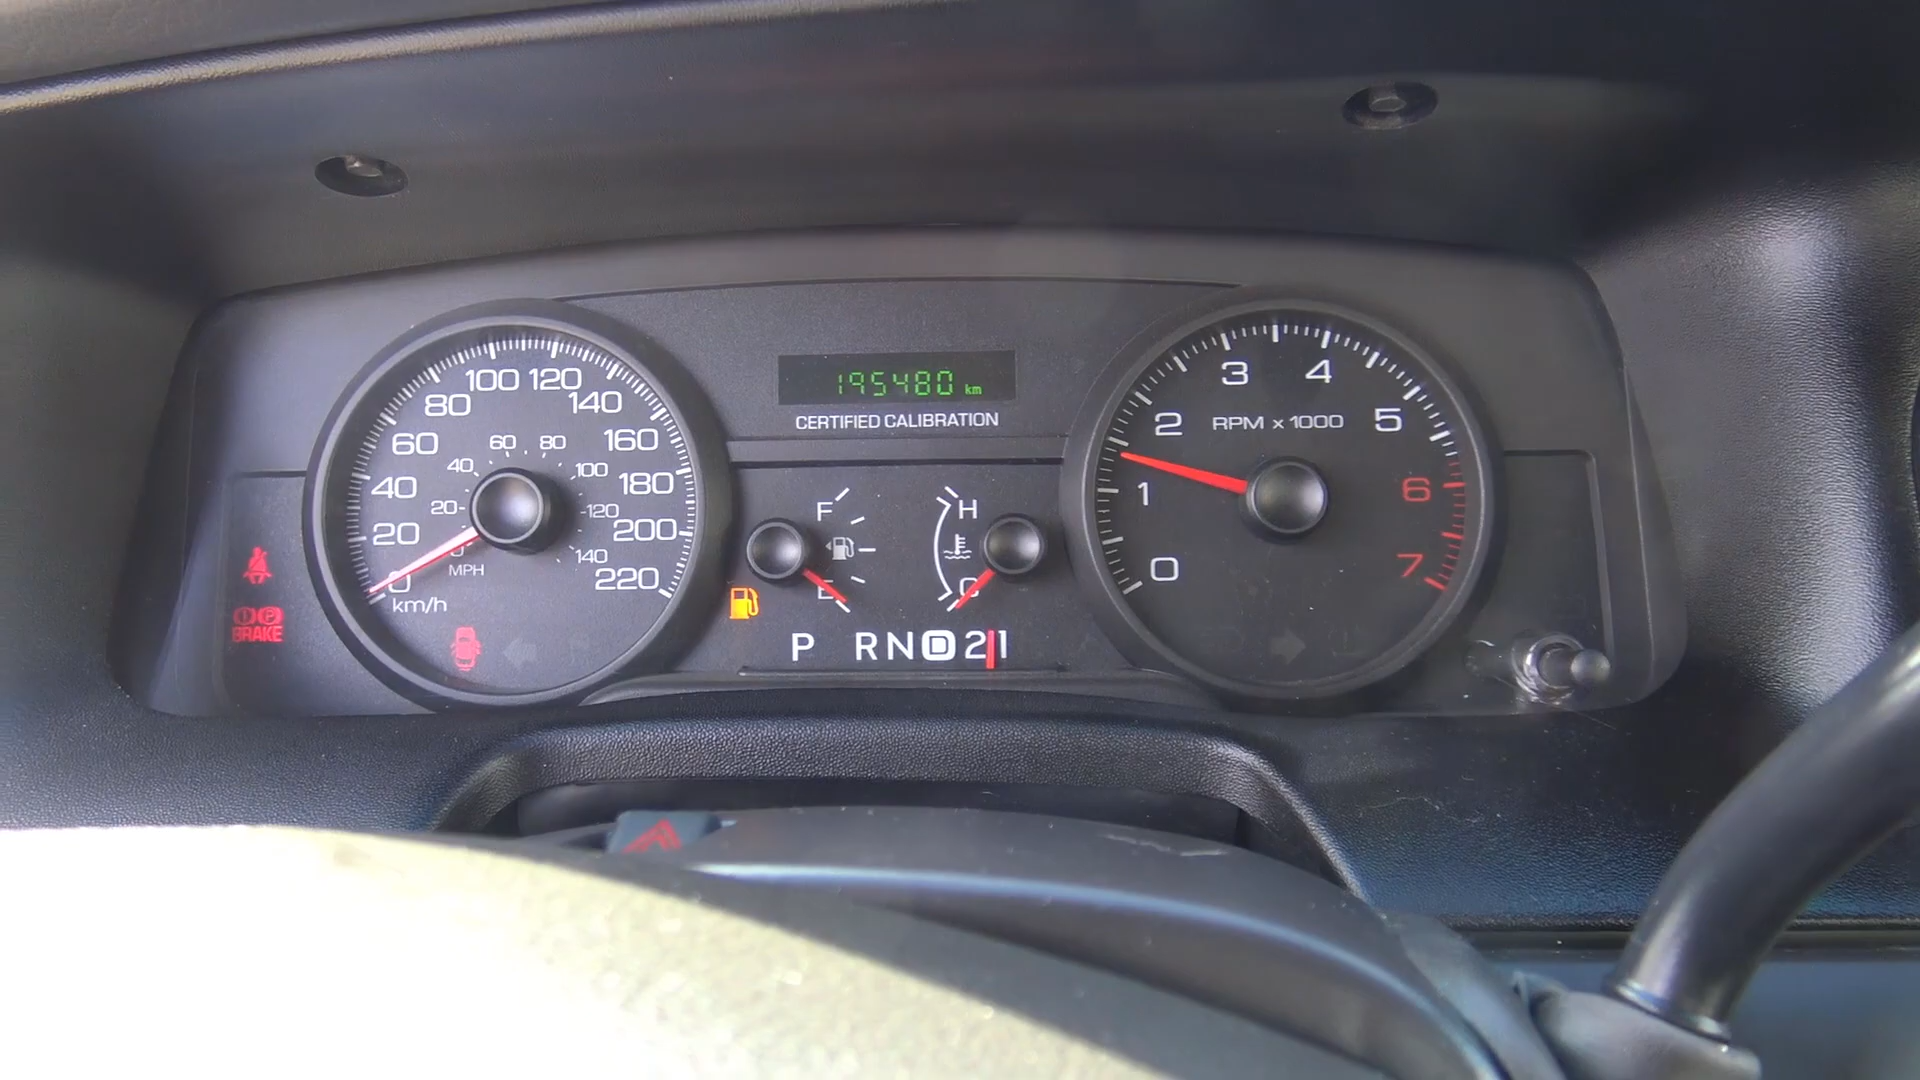 0 20 40 60 80 100 120 140 160 180 200 220
km/h
0 20 40 60 80 100 120 140
MPH
BRAKE
195480 km
CERTIFIED CALIBRATION
F
E
H
C
P R N D 2 1
0 1 2 3 4 5 6 7
RPM x 1000